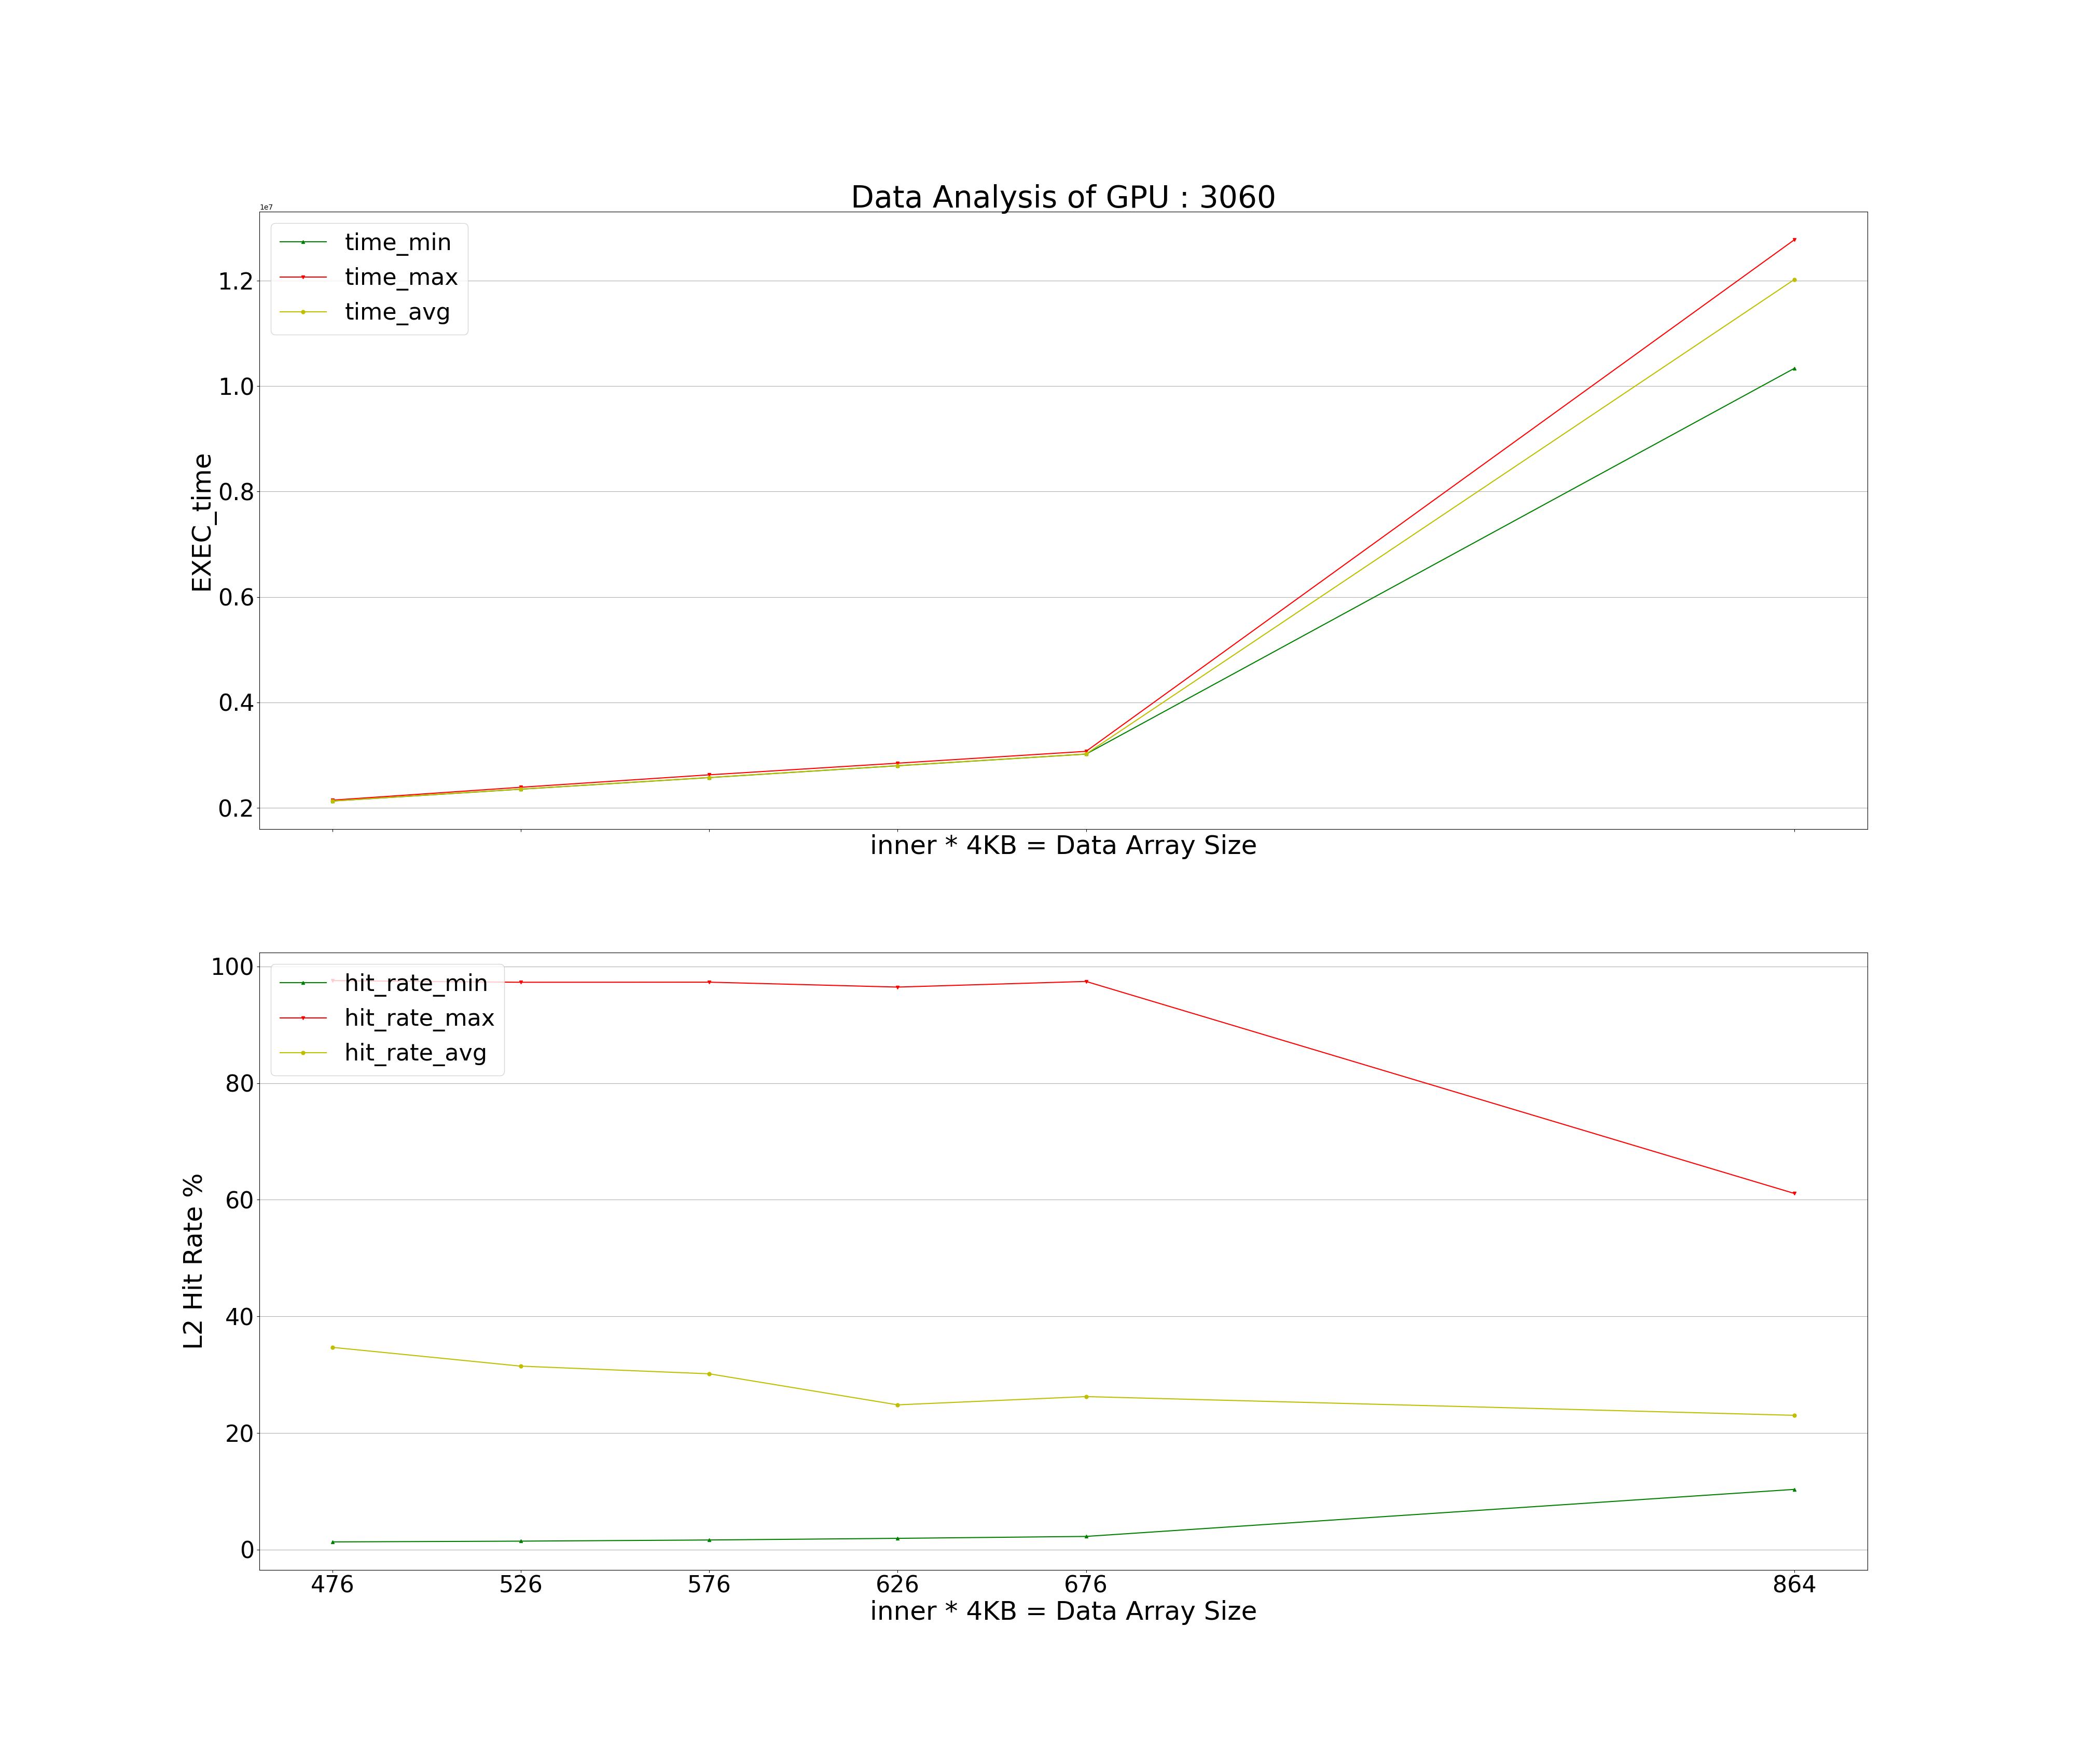 Data Analysis of GPU : 3060
1e7
time_min
time_max
time_avg
1.2
1.0
0.8
0.6
0.4
0.2
EXEC_time
inner * 4KB = Data Array Size
hit_rate_min
hit_rate_max
hit_rate_avg
100
80
60
40
20
0
L2 Hit Rate %
476 526 576 626 676 864
inner * 4KB = Data Array Size